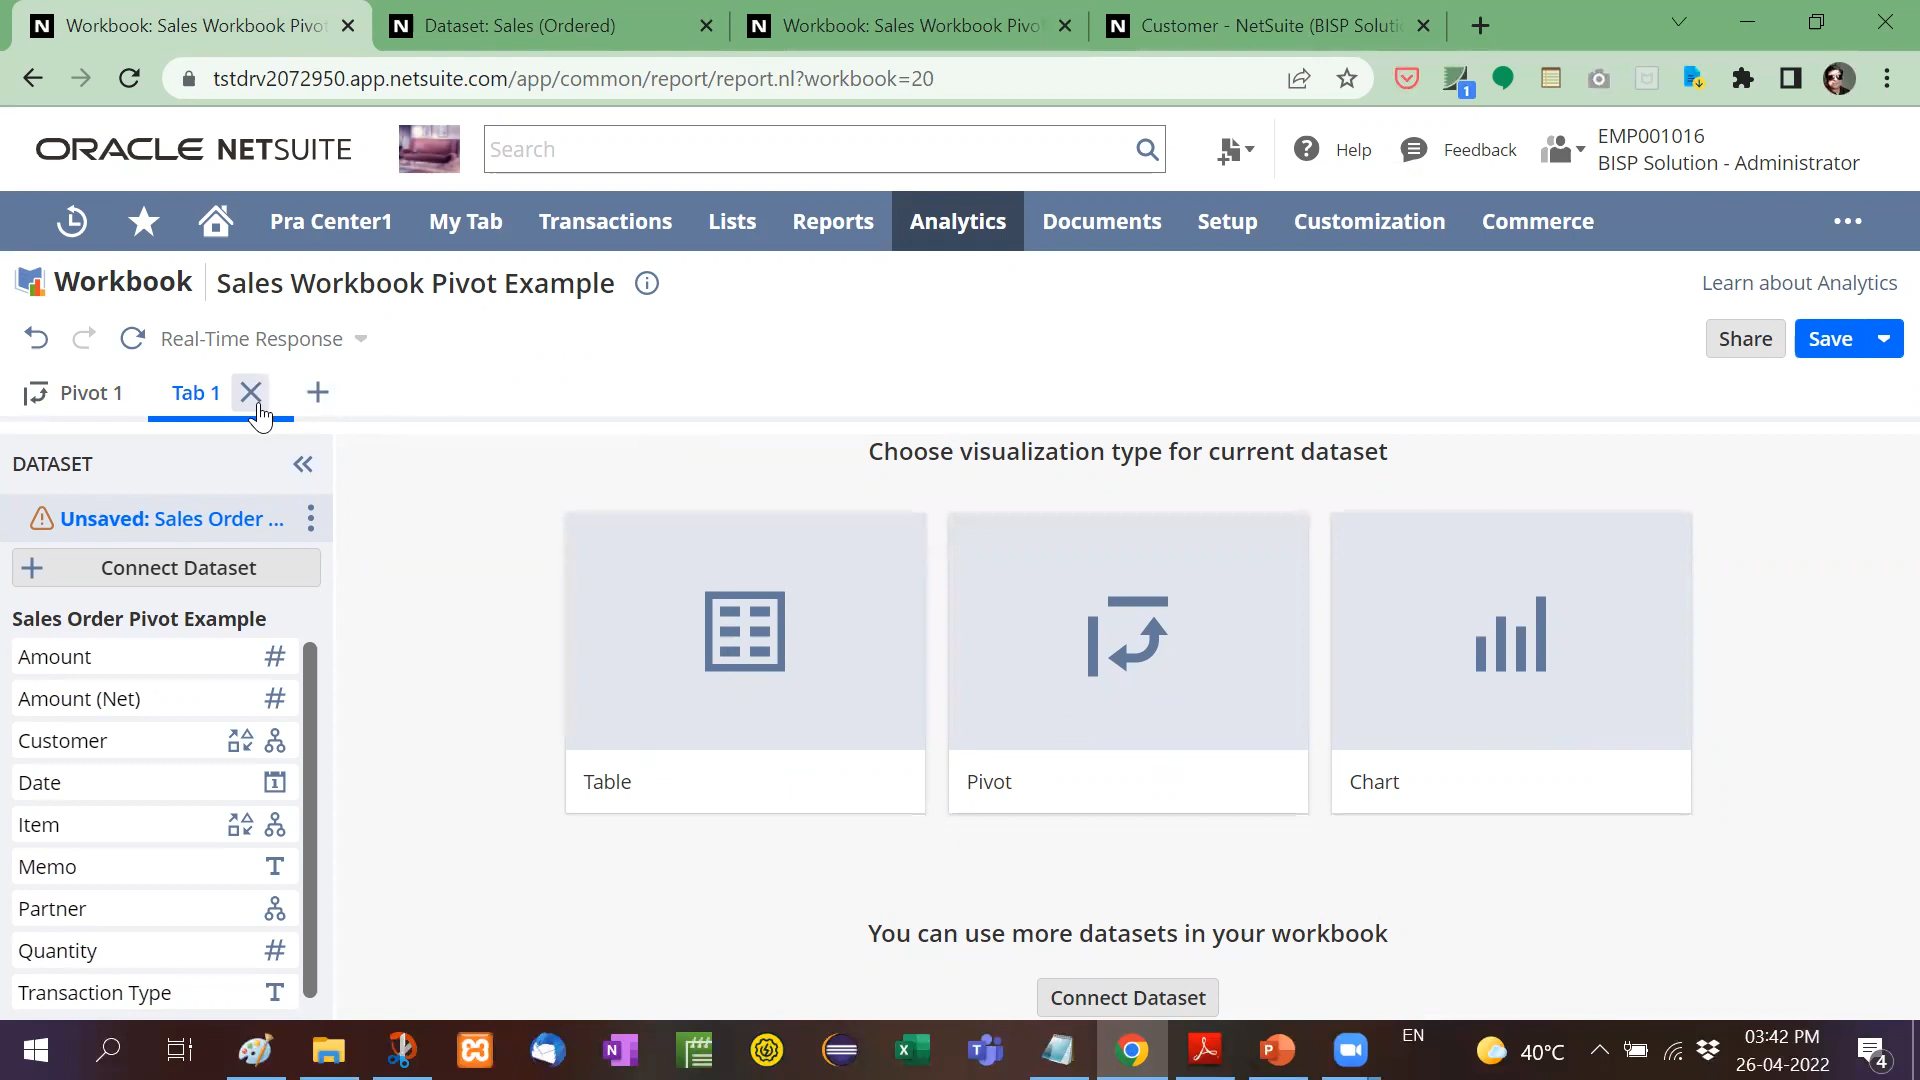 Workbook: Sales Workbook Pivot
Dataset: Sales (Ordered)
Workbook: Sales Workbook Pivo
Customer - NetSuite (BISP Soluti
tstdrv2072950.app.netsuite.com/app/common/report/report.nl?workbook=20
1
ORACLE NETSUITE
Search
Help
Feedback
EMP001016
BISP Solution - Administrator
Pra Center1
My Tab
Transactions
Lists
Reports
Analytics
Documents
Setup
Customization
Commerce
Workbook
Sales Workbook Pivot Example
Learn about Analytics
Real-Time Response
Share
Save
Pivot 1
Tab 1
DATASET
Unsaved: Sales Order ...
Connect Dataset
Sales Order Pivot Example
Amount
Amount (Net)
Customer
Date
Item
Memo
Partner
Quantity
Transaction Type
Choose visualization type for current dataset
Table
Pivot
Chart
You can use more datasets in your workbook
Connect Dataset
EN
40°C
03:42 PM
26-04-2022
4